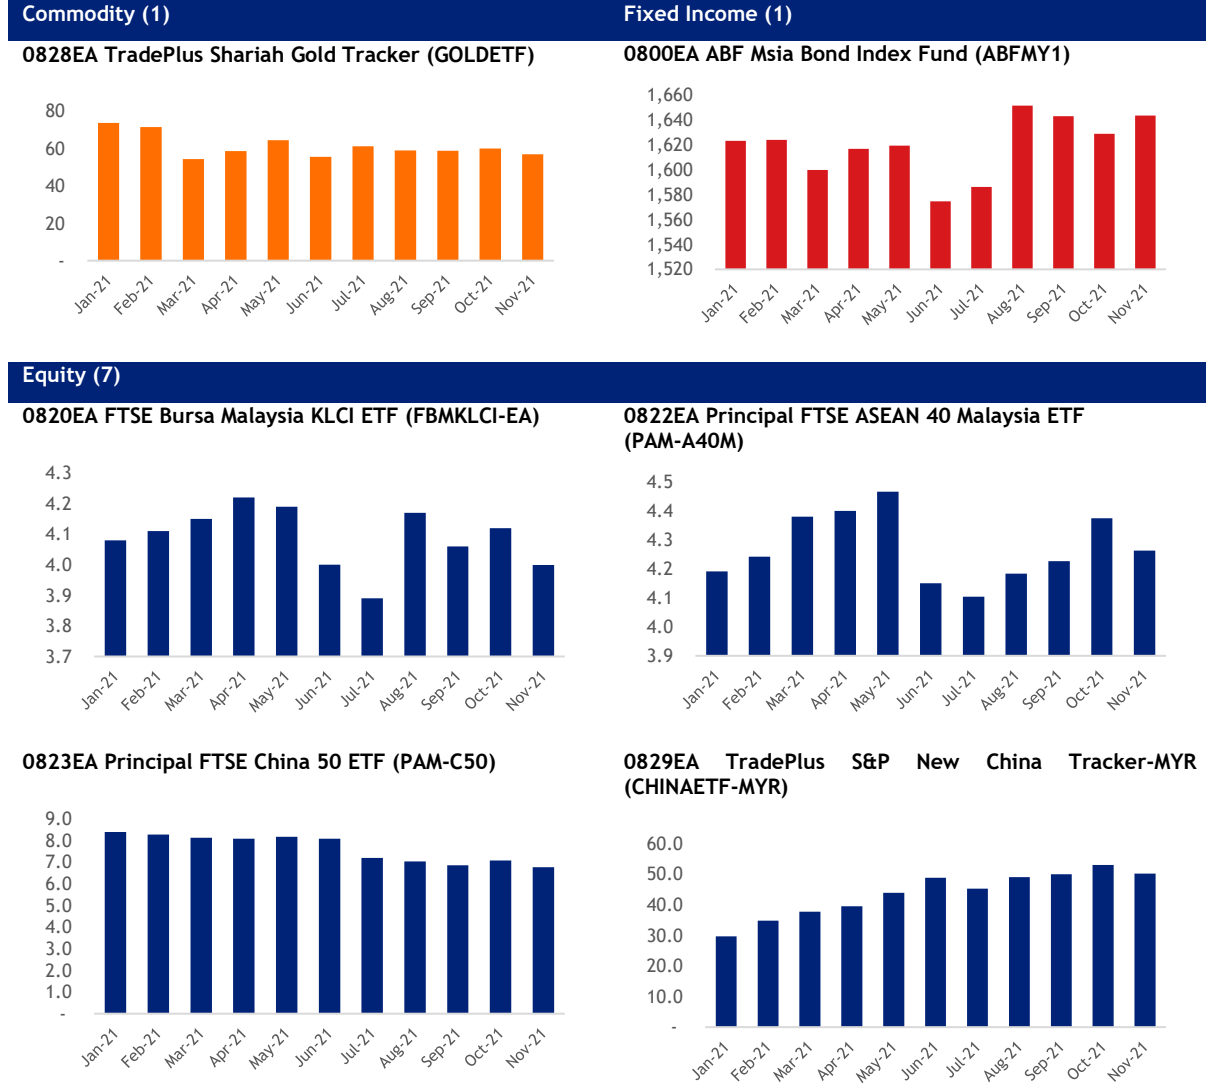 Commodity (1)
Fixed Income (1)
0828EA TradePlus Shariah Gold Tracker (GOLDETF)
80
60
40
20
-
Jan-21 Feb-21 Mar-21 Apr-21 May-21 Jun-21 Jul-21 Aug-21 Sep-21 Oct-21 Nov-21
0800EA ABF Msia Bond Index Fund (ABFMY1)
1,660
1,640
1,620
1,600
1,580
1,560
1,540
1,520
Jan-21 Feb-21 Mar-21 Apr-21 May-21 Jun-21 Jul-21 Aug-21 Sep-21 Oct-21 Nov-21
Equity (7)
0820EA FTSE Bursa Malaysia KLCI ETF (FBMKLCI-EA)
4.3
4.2
4.1
4.0
3.9
3.8
3.7
Jan-21 Feb-21 Mar-21 Apr-21 May-21 Jun-21 Jul-21 Aug-21 Sep-21 Oct-21 Nov-21
0822EA Principal FTSE ASEAN 40 Malaysia ETF
(PAM-A40M)
4.5
4.4
4.3
4.2
4.1
4.0
3.9
Jan-21 Feb-21 Mar-21 Apr-21 May-21 Jun-21 Jul-21 Aug-21 Sep-21 Oct-21 Nov-21
0823EA Principal FTSE China 50 ETF (PAM-C50)
9.0
8.0
7.0
6.0
5.0
4.0
3.0
2.0
1.0
-
Jan-21 Feb-21 Mar-21 Apr-21 May-21 Jun-21 Jul-21 Aug-21 Sep-21 Oct-21 Nov-21
0829EA TradePlus S&P New China Tracker-MYR
(CHINAETF-MYR)
60.0
50.0
40.0
30.0
20.0
10.0
-
Jan-21 Feb-21 Mar-21 Apr-21 May-21 Jun-21 Jul-21 Aug-21 Sep-21 Oct-21 Nov-21